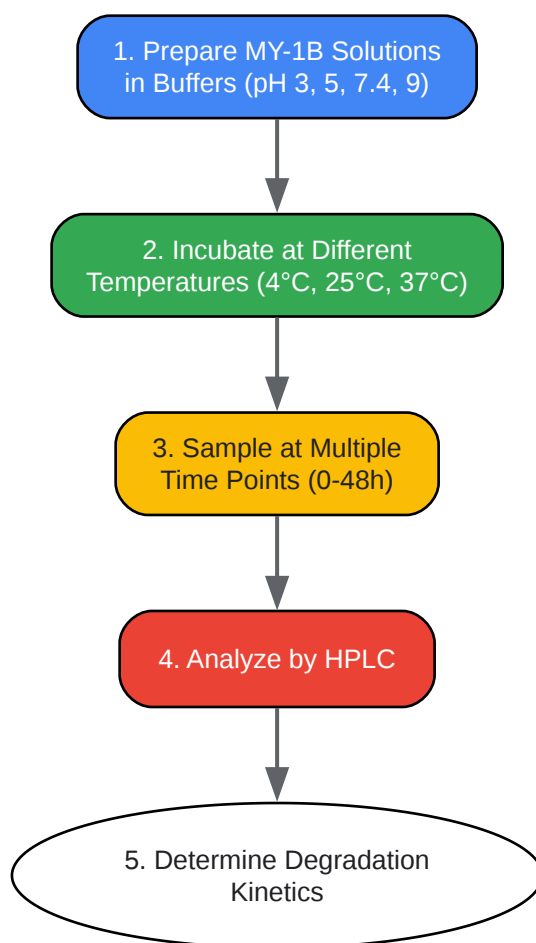 1. Prepare MY-1B Solutions
in Buffers (pH 3, 5, 7.4, 9)
2. Incubate at Different
Temperatures (4°C, 25°C, 37°C)
3. Sample at Multiple
Time Points (0-48h)
4. Analyze by HPLC
5. Determine Degradation
Kinetics